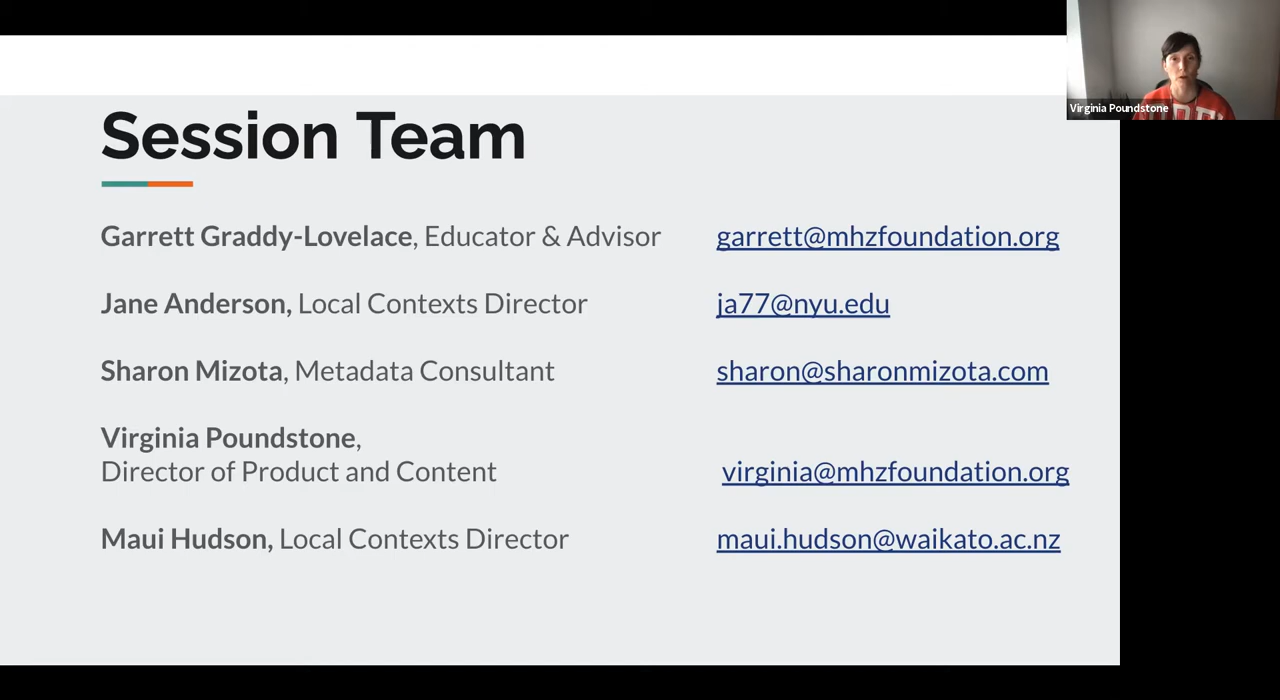 Session Team
Garrett Graddy-Lovelace, Educator & Advisor garrett@mhzfoundation.org
Jane Anderson, Local Contexts Director ja77@nyu.edu
Sharon Mizota, Metadata Consultant sharon@sharonmizota.com
Virginia Poundstone,
Director of Product and Content virginia@mhzfoundation.org
Maui Hudson, Local Contexts Director maui.hudson@waikato.ac.nz
Virginia Poundstone